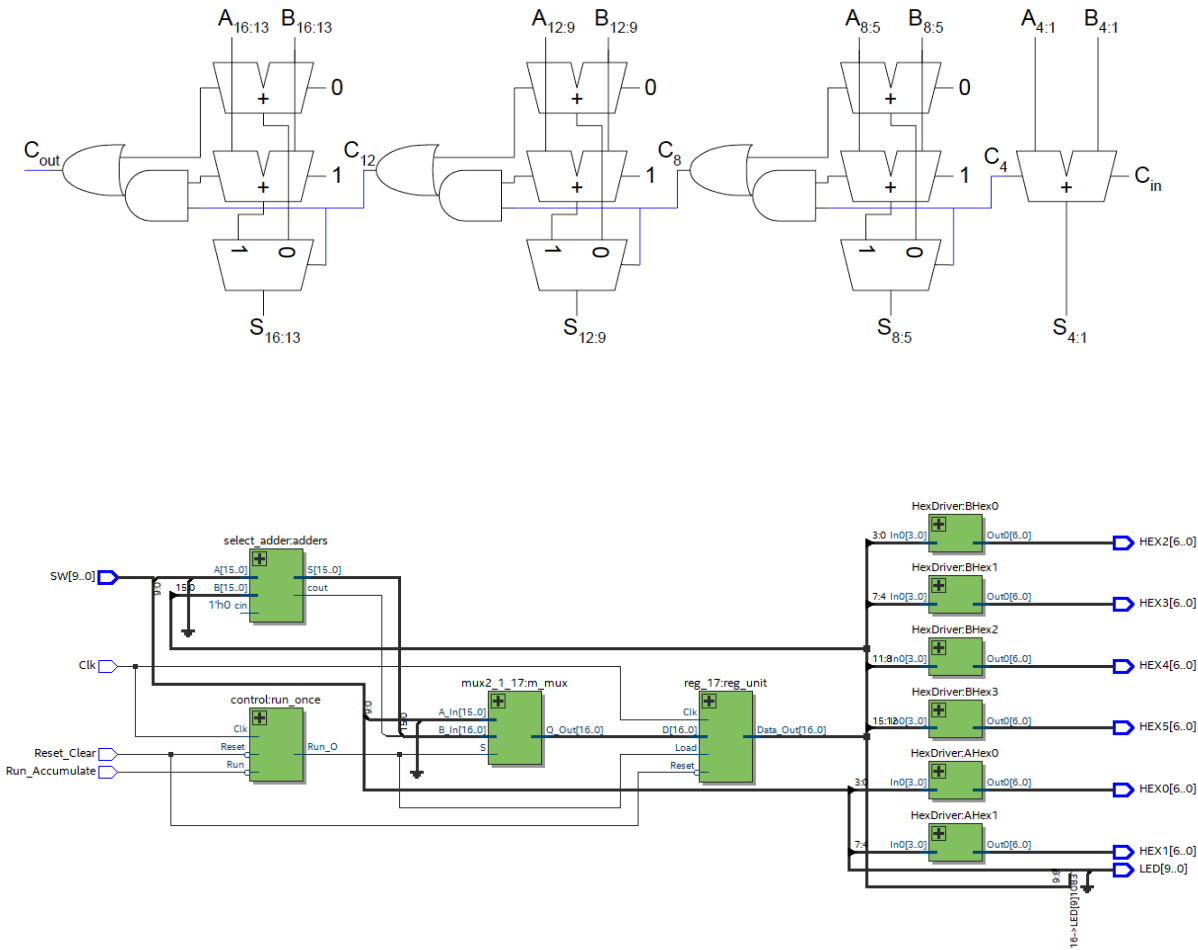 A16:13 B16:13 A12:9 B12:9 A8:5 B8:5 A4:1 B4:1
0 0 0
+ + +
Cout C12 C8 C4
1 1 1 Cin
+ + + +
1 0 1 0 1 0
S16:13 S12:9 S8:5 S4:1
HexDriver:BHex0
3:0 In0[3..0] Out0[6..0] HEX2[6..0]
select_adder:adders
SW[9..0] 9:0 A[15..0] S[15..0]
15:0 B[15..0] cout
1'h0 cin
HexDriver:BHex1
7:4 In0[3..0] Out0[6..0] HEX3[6..0]
HexDriver:BHex2
11:8 In0[3..0] Out0[6..0] HEX4[6..0]
Clk
control:run_once
Clk
Reset_Clear Reset Run_O
Run_Accumulate Run
mux2_1_17:m_mux
9:0 A_In[15..0]
15:0 B_In[16..0] Q_Out[16..0]
S
reg_17:reg_unit
Clk
D[16..0] Data_Out[16..0]
Load
Reset
HexDriver:BHex3
15:12 In0[3..0] Out0[6..0] HEX5[6..0]
HexDriver:AHex0
3:0 In0[3..0] Out0[6..0] HEX0[6..0]
HexDriver:AHex1
7:4 In0[3..0] Out0[6..0] HEX1[6..0]
LED[9..0]
9:8